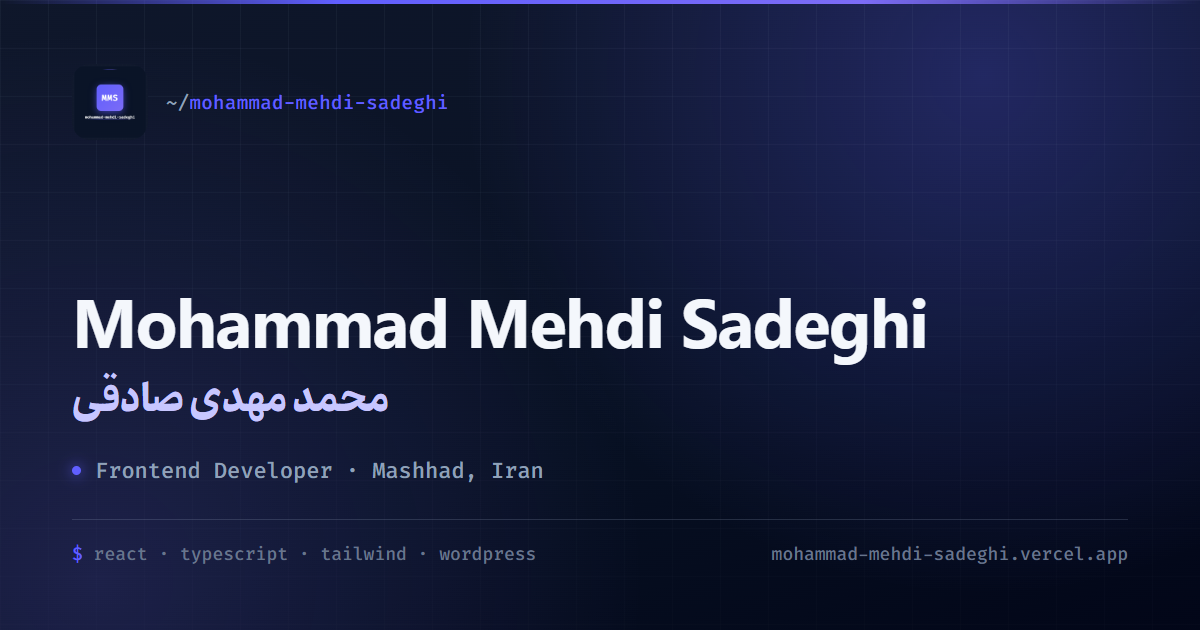 MMS
mohammad-mehdi-sadeghi
~/mohammad-mehdi-sadeghi
Mohammad Mehdi Sadeghi
محمد مهدی صادقی
Frontend Developer · Mashhad, Iran
$ react · typescript · tailwind · wordpress
mohammad-mehdi-sadeghi.vercel.app